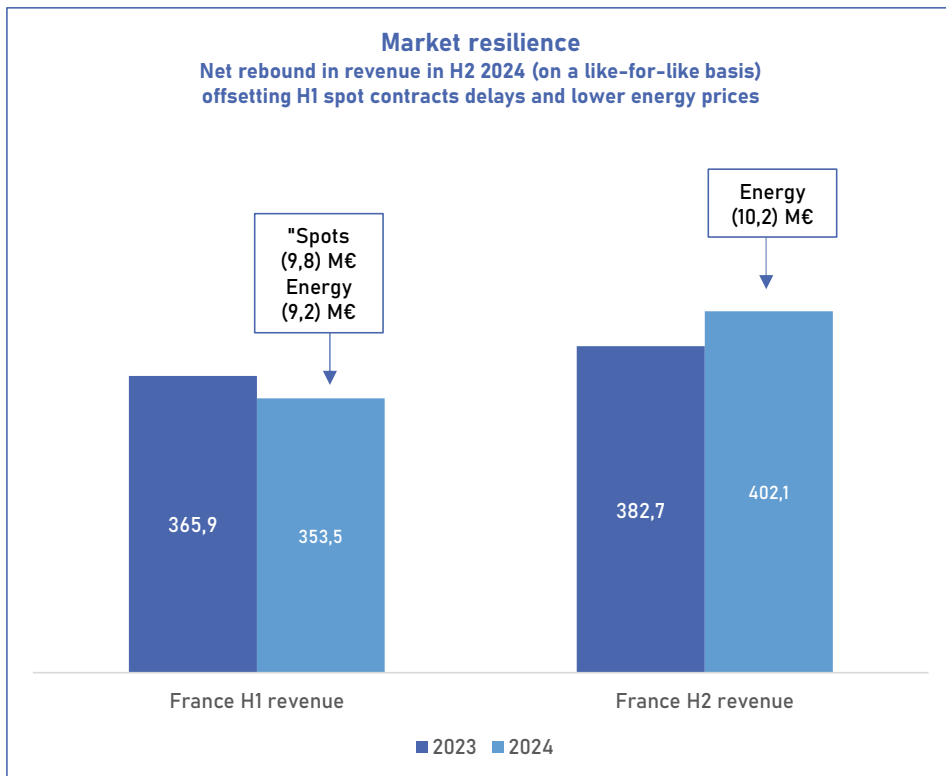 Market resilience
Net rebound in revenue in H2 2024 (on a like-for-like basis)
offsetting H1 spot contracts delays and lower energy prices
"Spots
(9,8) M€
Energy
(9,2) M€
Energy
(10,2) M€
365,9
353,5
382,7
402,1
France H1 revenue
France H2 revenue
2023
2024